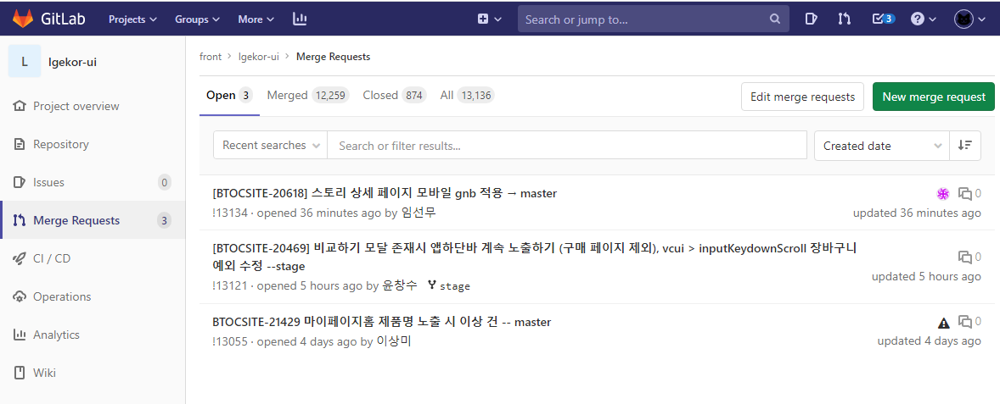 GitLab Projects Groups More Search or jump to... 3
L lgekor-ui
Project overview
Repository
Issues 0
Merge Requests 3
CI / CD
Operations
Analytics
Wiki
front > lgekor-ui > Merge Requests
Open 3 Merged 12,259 Closed 874 All 13,136 Edit merge requests New merge request
Recent searches Search or filter results... Created date
[BTOCSITE-20618] 스토리 상세 페이지 모바일 gnb 적용 → master 0
!13134 · opened 36 minutes ago by 임선무 updated 36 minutes ago
[BTOCSITE-20469] 비교하기 모달 존재시 앱하단바 계속 노출하기 (구매 페이지 제외), vcui > inputKeydownScroll 장바구니 0
예외 수정 --stage
!13121 · opened 5 hours ago by 윤창수 stage updated 5 hours ago
BTOCSITE-21429 마이페이지홈 제품명 노출 시 이상 건 -- master 0
!13055 · opened 4 days ago by 이상미 updated 4 days ago